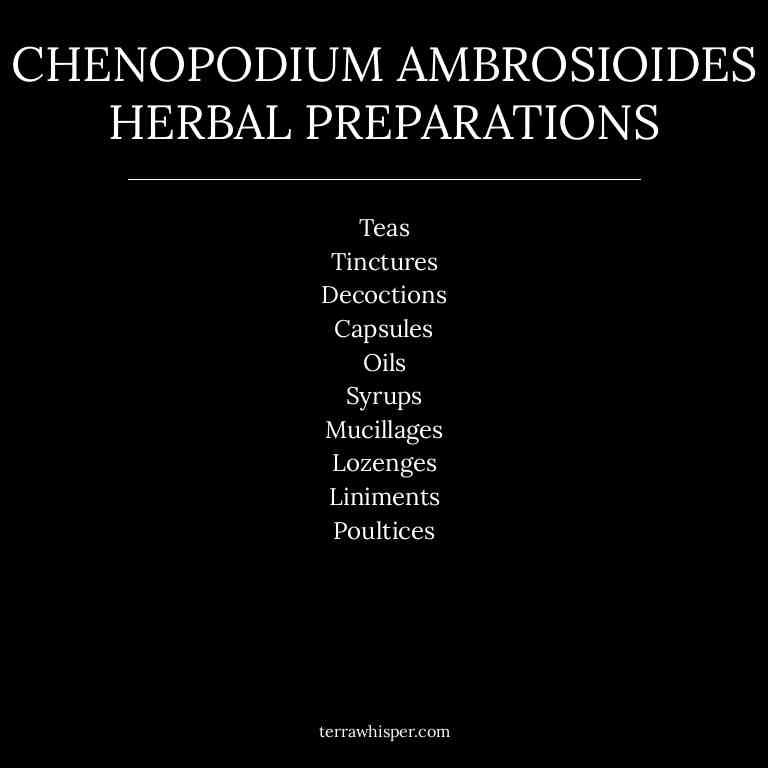 CHENOPODIUM AMBROSIOIDES
HERBAL PREPARATIONS
Teas
Tinctures
Decoctions
Capsules
Oils
Syrups
Mucillages
Lozenges
Liniments
Poultices
terrawhisper.com